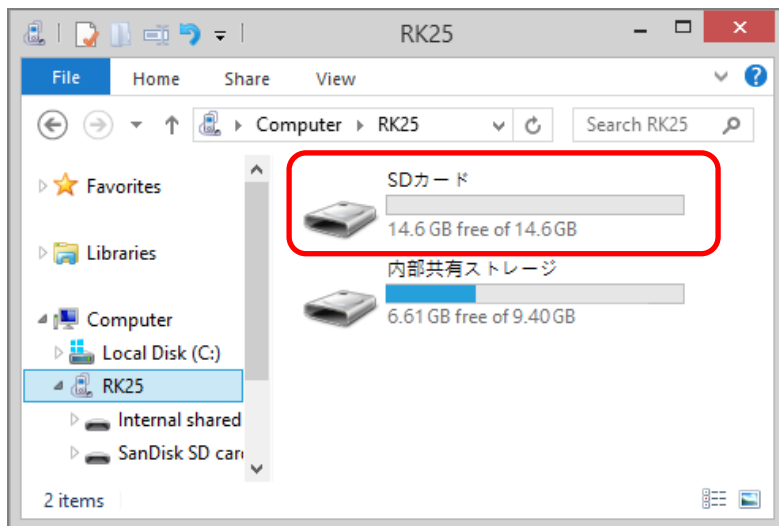 RK25
File Home Share View
Computer RK25 Search RK25
Favorites
Libraries
Computer
Local Disk (C:)
RK25
Internal shared
SanDisk SD car
SDカード
14.6 GB free of 14.6 GB
内部共有ストレージ
6.61 GB free of 9.40 GB
2 items